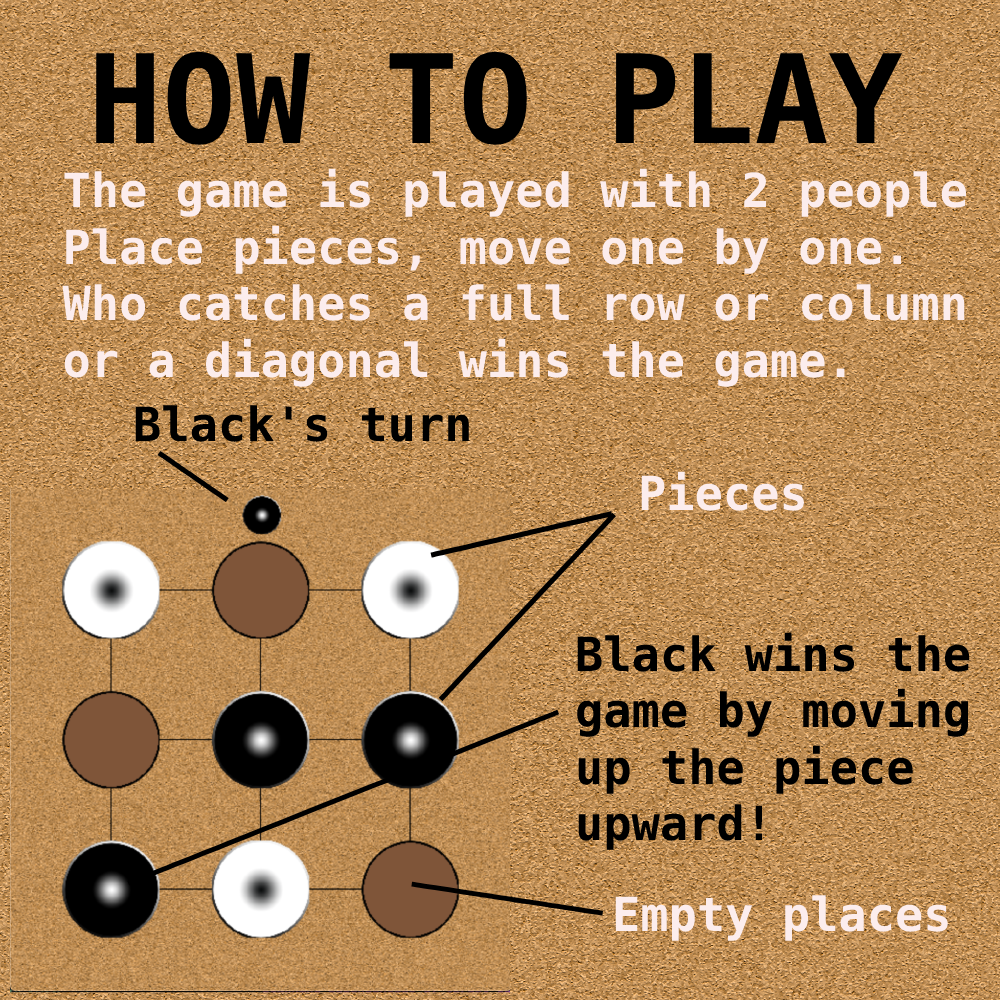 HOW TO PLAY
The game is played with 2 people
Place pieces, move one by one.
Who catches a full row or column
or a diagonal wins the game.
Black's turn
Pieces
Black wins the
game by moving
up the piece
upward!
Empty places